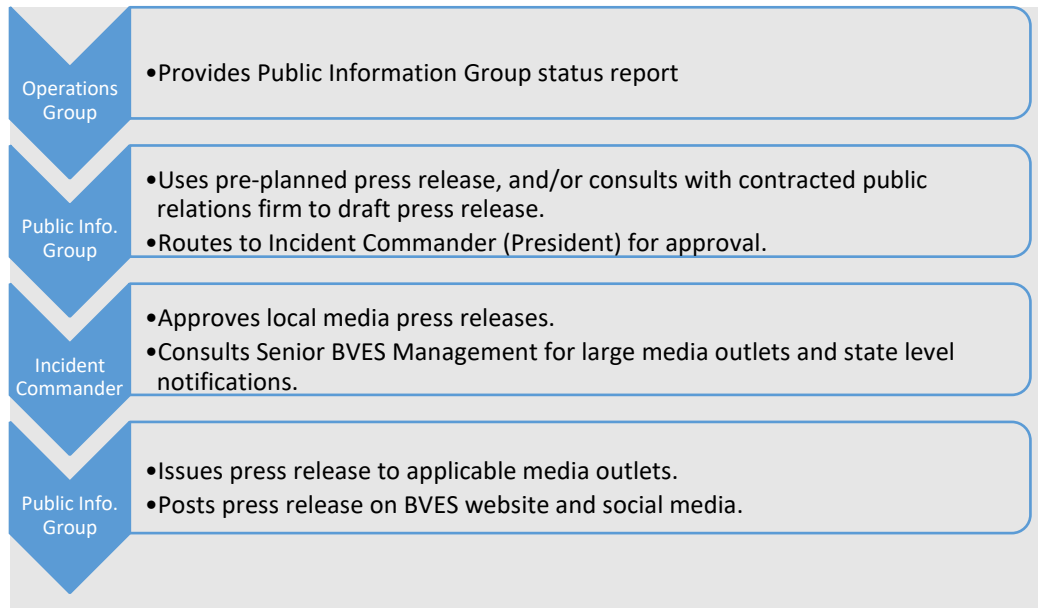 Operations
Group
•Provides Public Information Group status report
Public Info.
Group
•Uses pre-planned press release, and/or consults with contracted public
relations firm to draft press release.
•Routes to Incident Commander (President) for approval.
Incident
Commander
•Approves local media press releases.
•Consults Senior BVES Management for large media outlets and state level
notifications.
Public Info.
Group
•Issues press release to applicable media outlets.
•Posts press release on BVES website and social media.